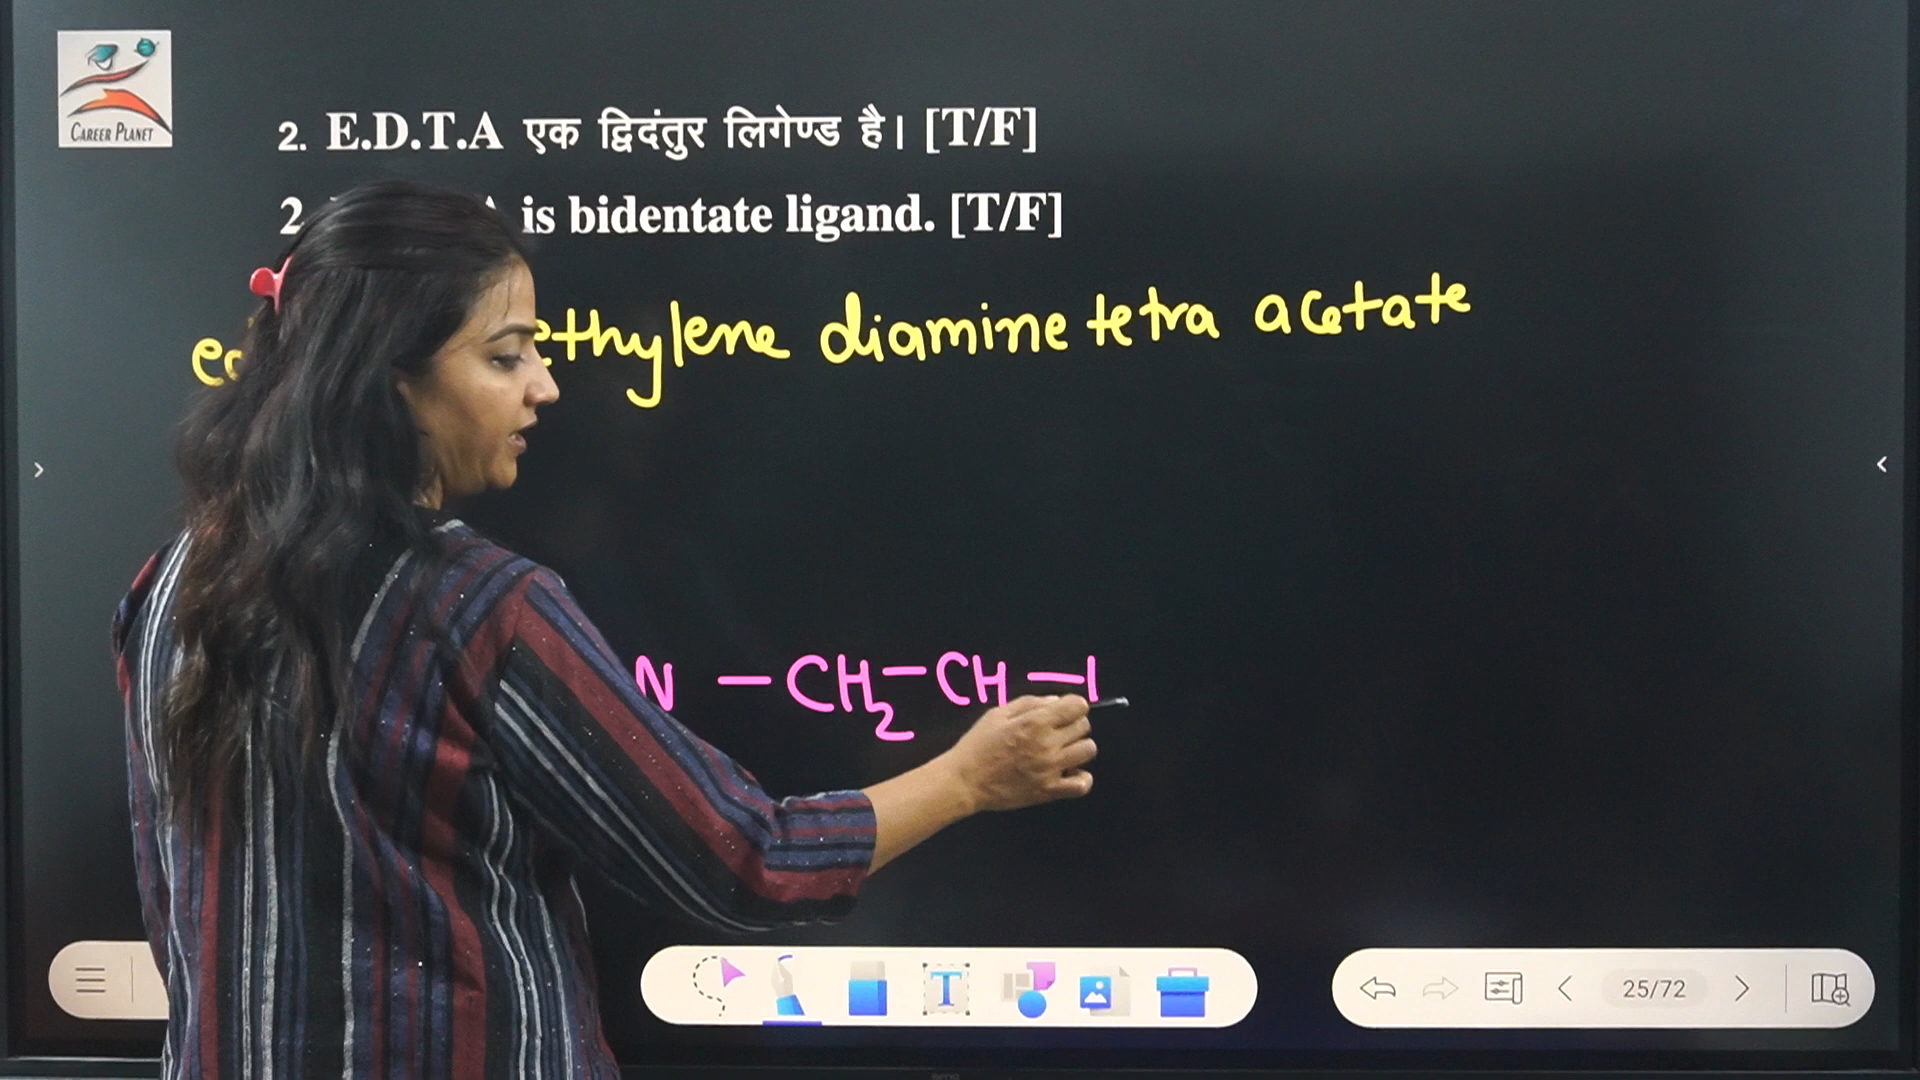 CAREER PLANET
2. E.D.T.A एक द्विदंतुर लिगेण्ड है। [T/F]
2 is bidentate ligand. [T/F]
ethylene diamine tetra acetate
N — CH2 – CH —
T
25/72